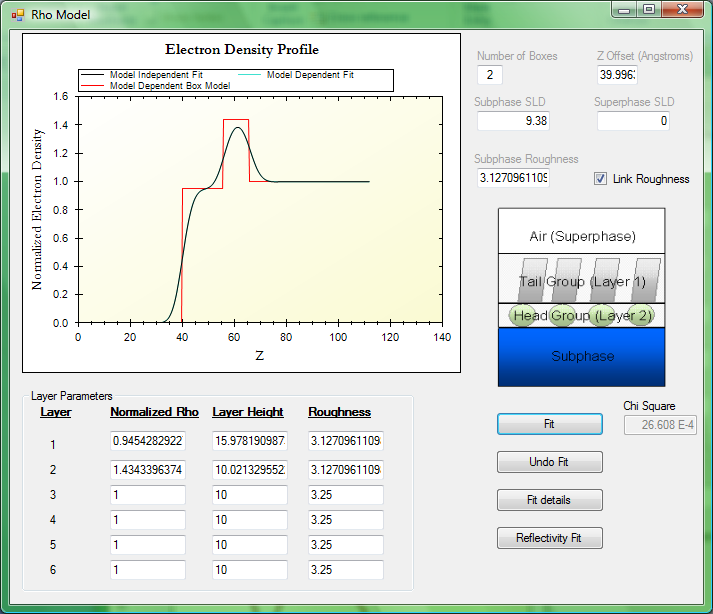 Rho Model
Electron Density Profile
Model Independent Fit
Model Dependent Fit
Model Dependent Box Model
Normalized Electron Density
1.6
1.4
1.2
1.0
0.8
0.6
0.4
0.2
0.0
0 20 40 60 80 100 120 140
Z
Number of Boxes
2
Z Offset (Angstroms)
39.996
Subphase SLD
9.38
Superphase SLD
0
Subphase Roughness
3.1270961109
Link Roughness
Air (Superphase)
Tail Group (Layer 1)
Head Group (Layer 2)
Subphase
Layer Parameters
Layer Normalized Rho Layer Height Roughness
1 0.9454282922 15.978190987 3.127096110
2 1.4343396374 10.021329552 3.127096110
3 1 10 3.25
4 1 10 3.25
5 1 10 3.25
6 1 10 3.25
Fit
Chi Square
26.608 E-4
Undo Fit
Fit details
Reflectivity Fit